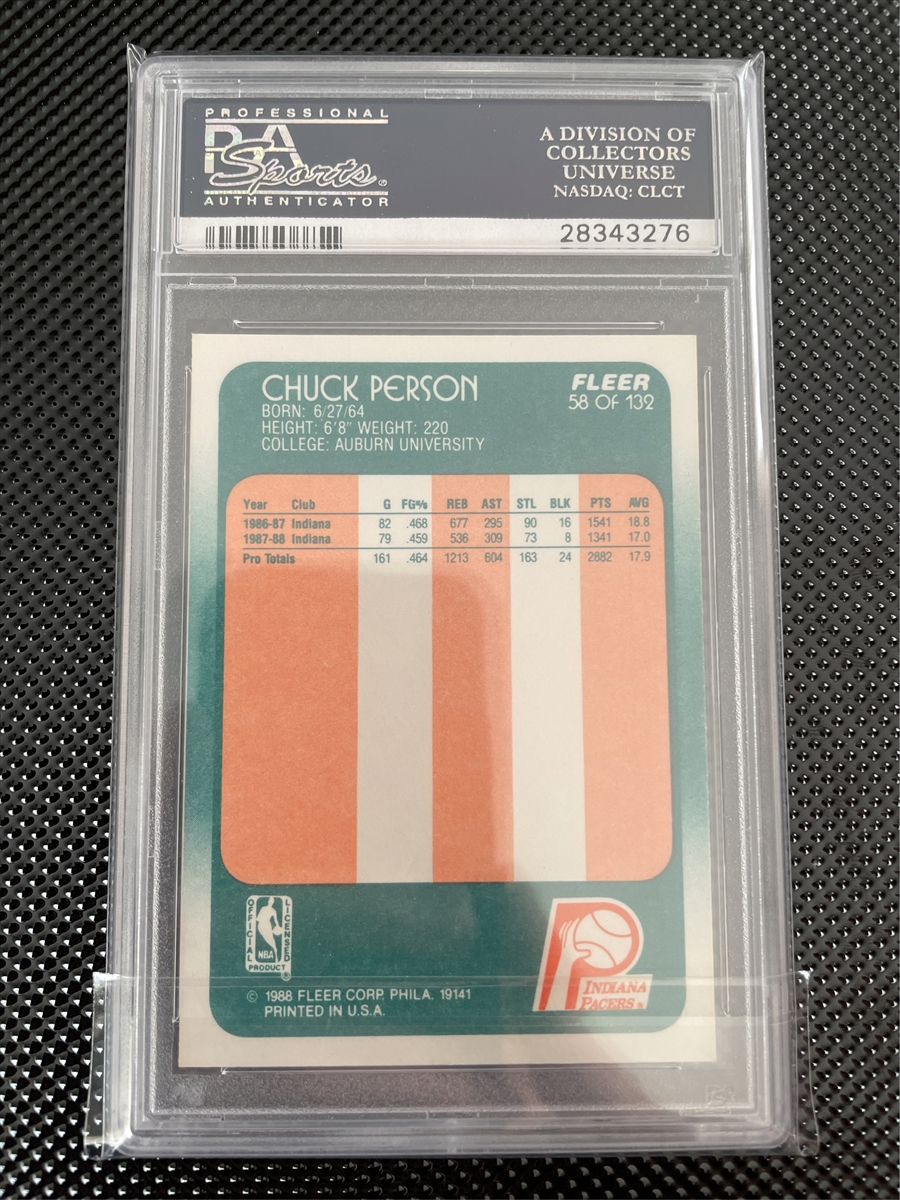 PROFESSIONAL
PSA
Sports®
AUTHENTICATOR
A DIVISION OF
COLLECTORS
UNIVERSE
NASDAQ: CLCT
28343276
CHUCK PERSON
BORN: 6/27/64
HEIGHT: 6'8" WEIGHT: 220
COLLEGE: AUBURN UNIVERSITY
FLEER
58 OF 132
Year Club G FG% REB AST STL BLK PTS AVG
1986-87 Indiana 82 .468 677 295 90 16 1541 18.8
1987-88 Indiana 79 .459 536 309 73 8 1341 17.0
Pro Totals 161 .464 1213 604 163 24 2882 17.9
OFFICIAL
LICENSED
NBA
PRODUCT ®
INDIANA
PACERS®
© 1988 FLEER CORP. PHILA. 19141
PRINTED IN U.S.A.